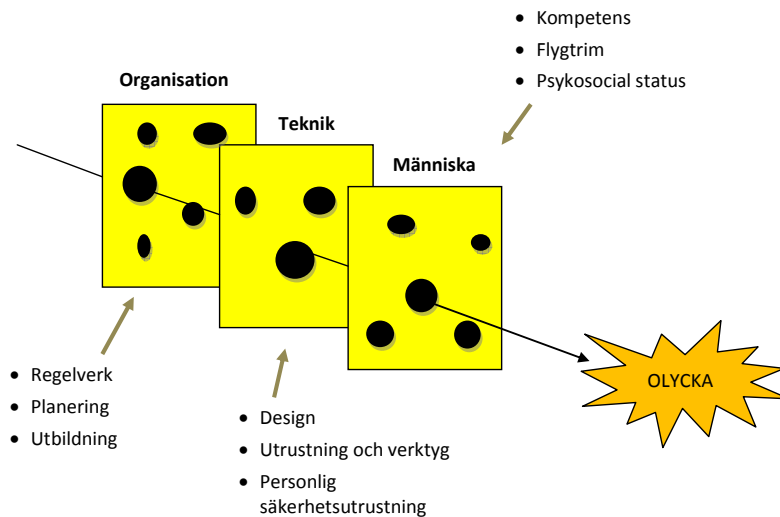 • Kompetens
• Flygtrim
• Psykosocial status
Organisation
Teknik
Människa
OLYCKA
• Regelverk
• Planering
• Utbildning
• Design
• Utrustning och verktyg
• Personlig
säkerhetsutrustning